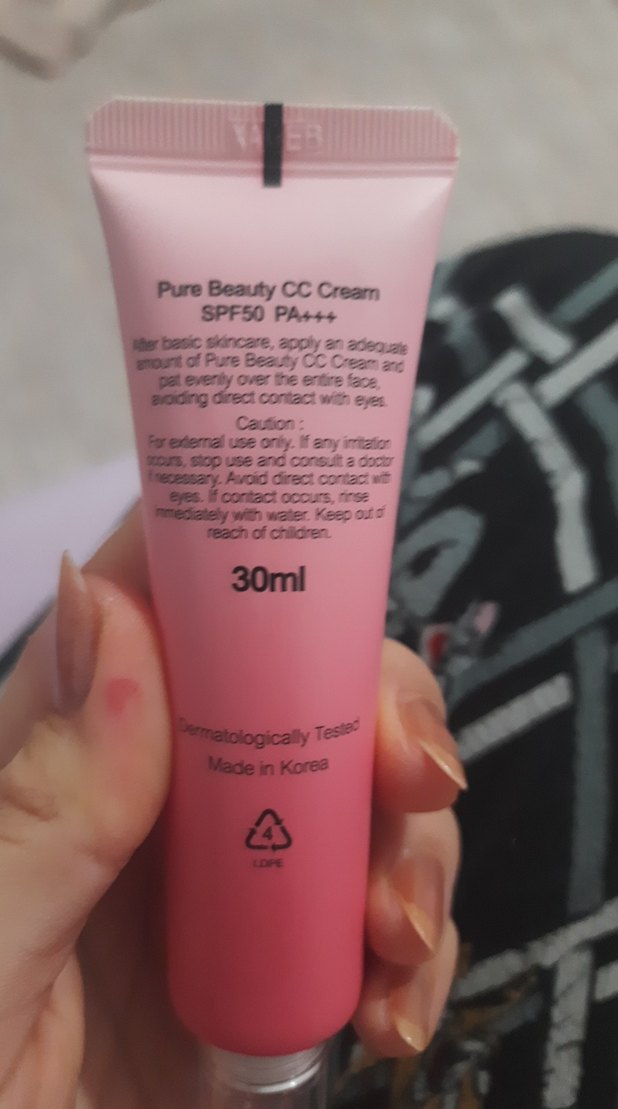 Pure Beauty CC Cream
SPF50 PA+++
After basic skincare, apply an adequate
amount of Pure Beauty CC Cream and
pat evenly over the entire face,
avoiding direct contact with eyes.
Caution :
For external use only. If any irritation
occurs, stop use and consult a doctor
if necessary. Avoid direct contact with
eyes. If contact occurs, rinse
immediately with water. Keep out of
reach of children.
30ml
Dermatologically Tested
Made in Korea
4
LDPE